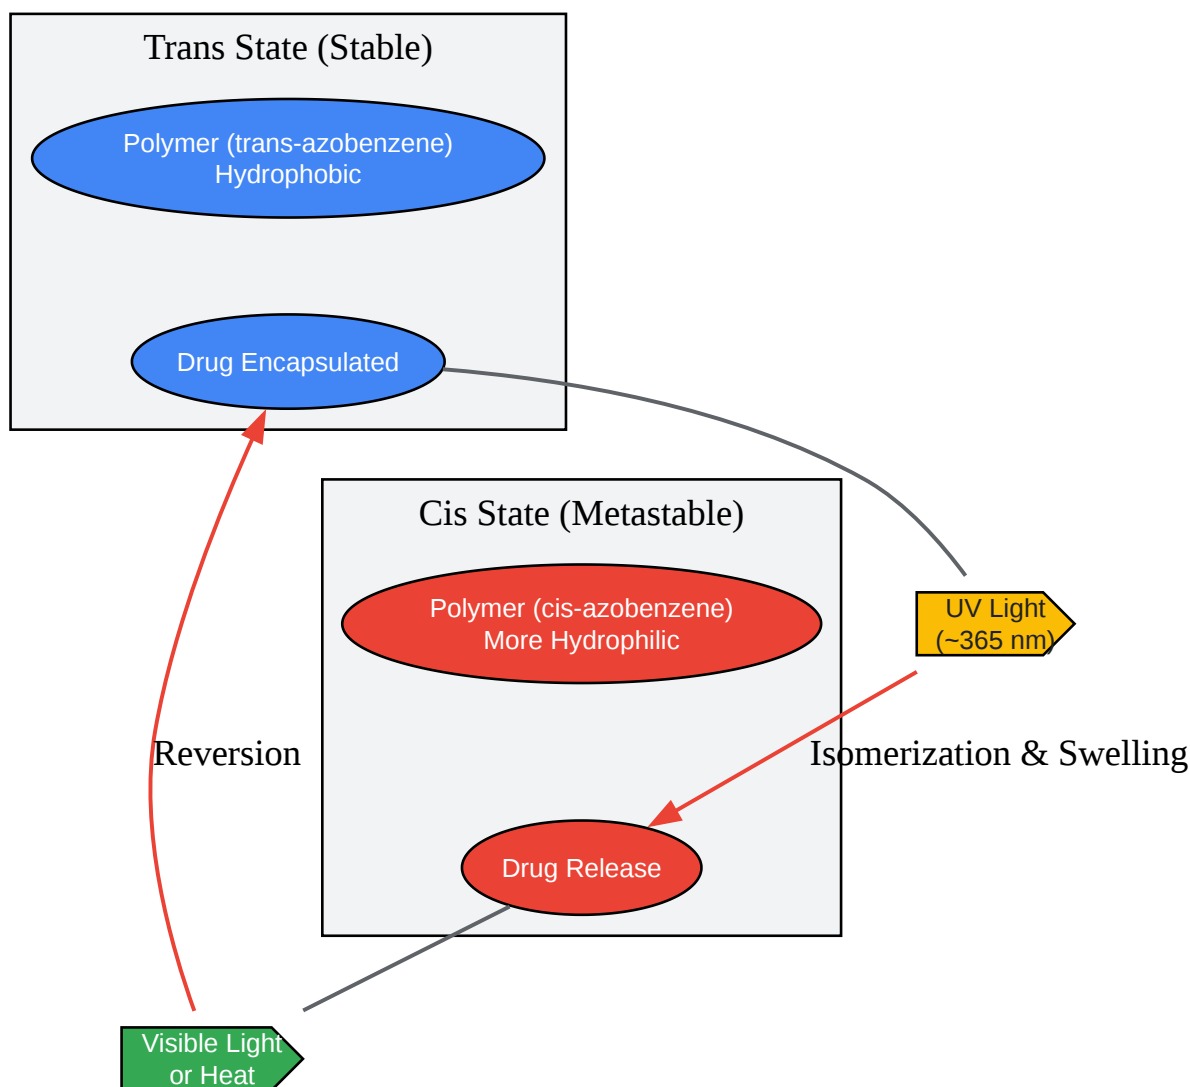 Trans State (Stable)
Polymer (trans-azobenzene)
Hydrophobic
Drug Encapsulated
Cis State (Metastable)
Polymer (cis-azobenzene)
More Hydrophilic
UV Light
(~365 nm)
Reversion
Isomerization & Swelling
Drug Release
Visible Light
or Heat